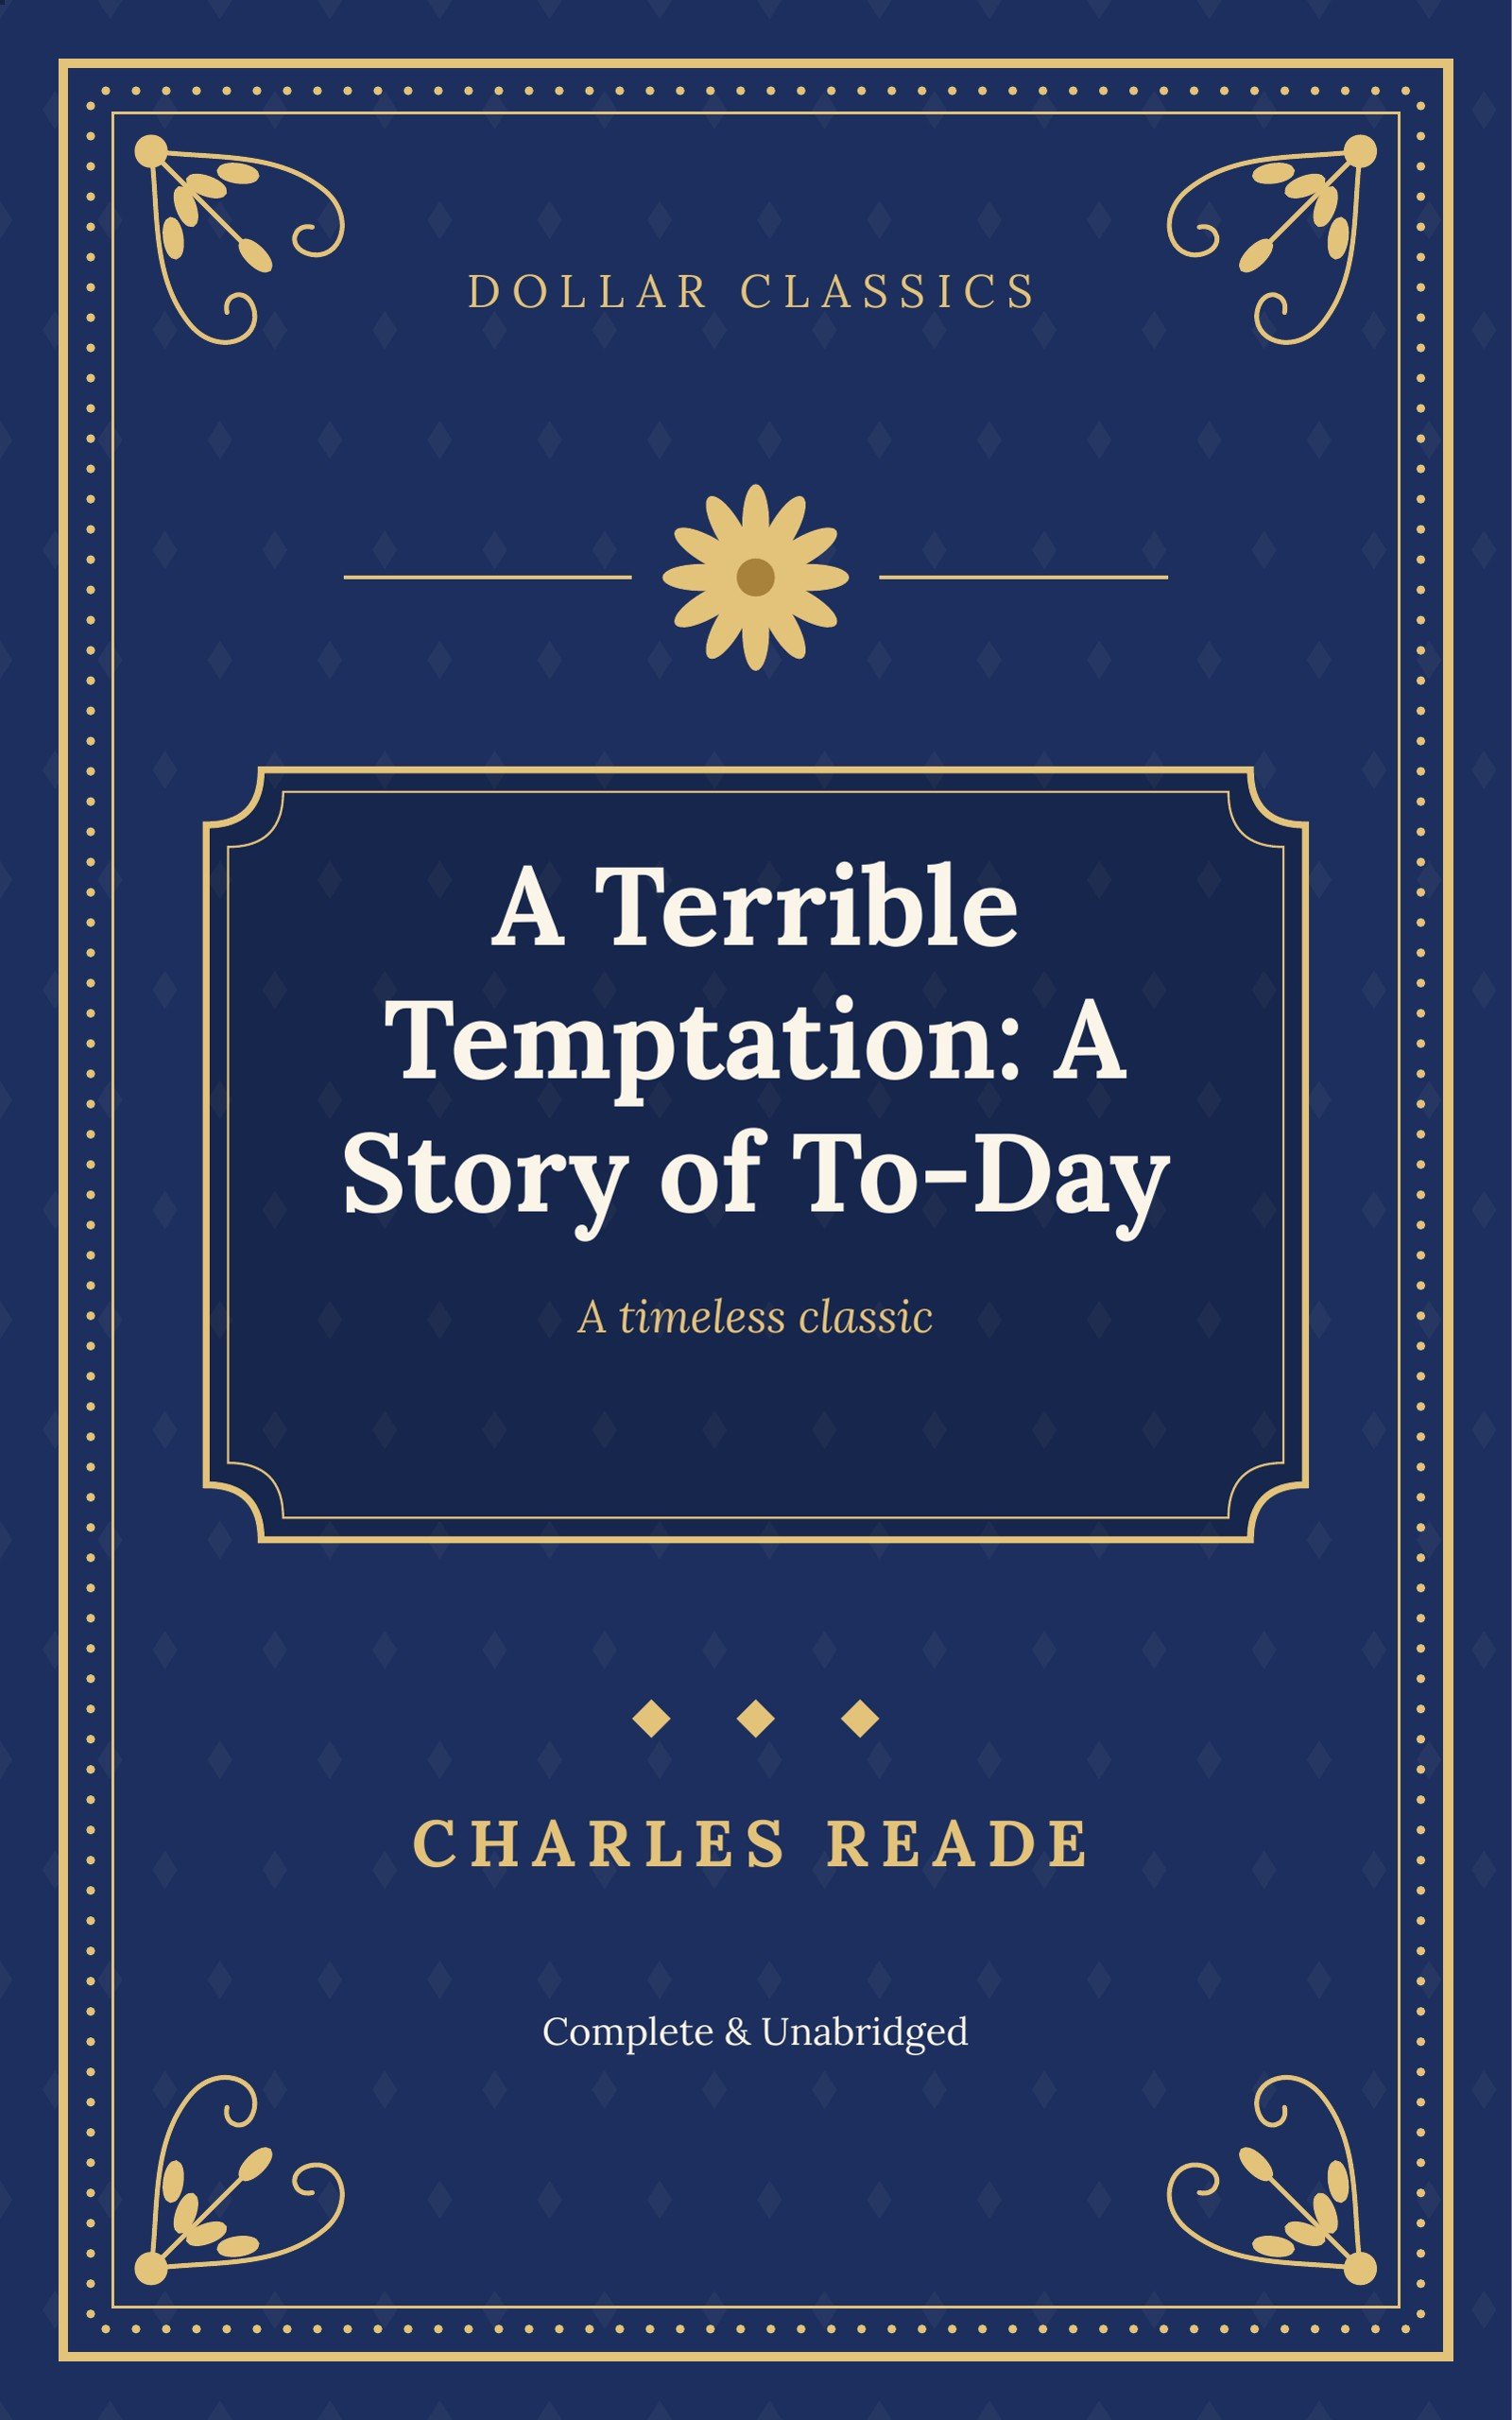 DOLLAR CLASSICS
A Terrible
Temptation: A
Story of To-Day
A timeless classic
CHARLES READE
Complete & Unabridged